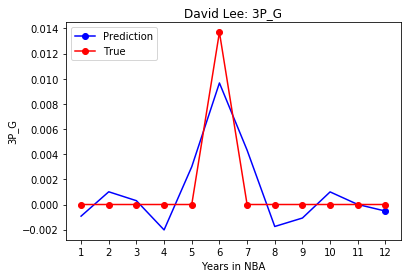 David Lee: 3P_G
Prediction
True
0.014
0.012
0.010
0.008
0.006
0.004
0.002
0.000
−0.002
3P_G
1 2 3 4 5 6 7 8 9 10 11 12
Years in NBA